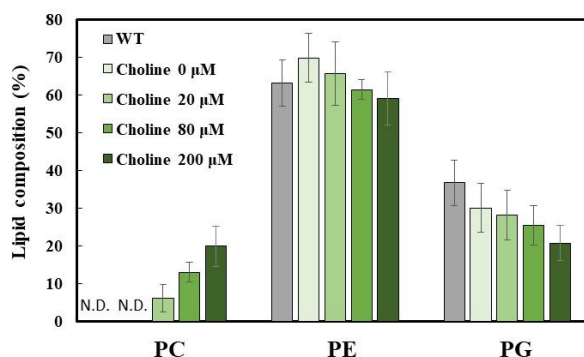 80
70
60
50
40
30
20
10
0
Lipid composition (%)
WT
Choline 0 μM
Choline 20 μM
Choline 80 μM
Choline 200 μM
N.D. N.D.
PC PE PG